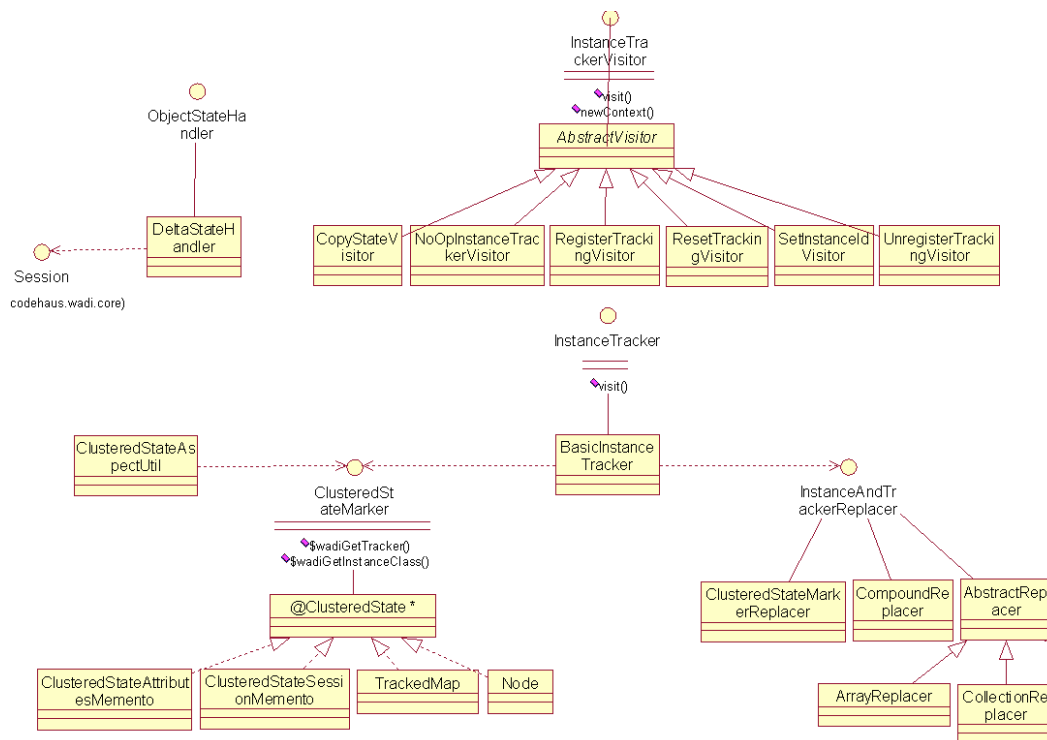 InstanceTra
ckerVisitor
visit()
newContext()
AbstractVisitor
ObjectStateHa
ndler
DeltaStateH
andler
Session
codehaus.wadi.core)
CopyStateV
isitor
NoOpInstanceTrac
kerVisitor
RegisterTracki
ngVisitor
ResetTrackin
gVisitor
SetInstanceId
Visitor
UnregisterTracki
ngVisitor
InstanceTracker
visit()
ClusteredStateAs
pectUtil
BasicInstance
Tracker
ClusteredSt
ateMarker
$wadiGetTracker()
$wadiGetInstanceClass()
InstanceAndTr
ackerReplacer
@ClusteredState *
ClusteredStateMark
erReplacer
CompoundRe
placer
AbstractRepl
acer
ClusteredStateAttribut
esMemento
ClusteredStateSessi
onMemento
TrackedMap
Node
ArrayReplacer
CollectionRe
placer